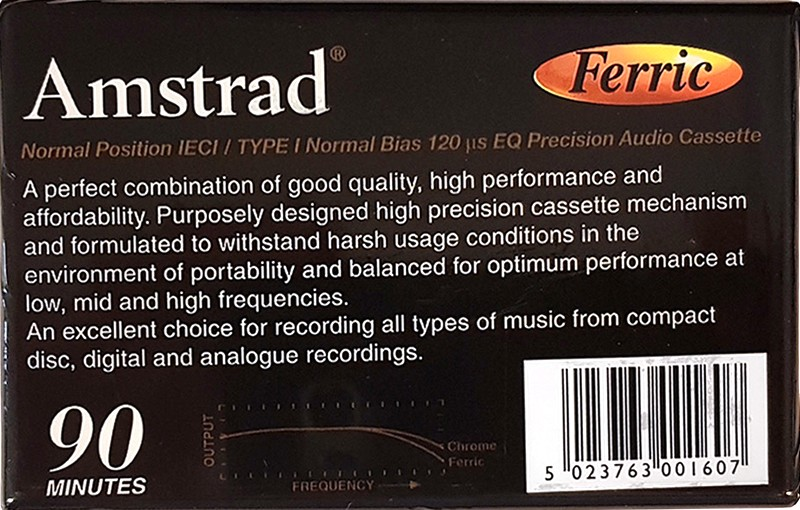 Amstrad®
Ferric
Normal Position IECI / TYPE I Normal Bias 120 µs EQ Precision Audio Cassette
A perfect combination of good quality, high performance and
affordability. Purposely designed high precision cassette mechanism
and formulated to withstand harsh usage conditions in the
environment of portability and balanced for optimum performance at
low, mid and high frequencies.
An excellent choice for recording all types of music from compact
disc, digital and analogue recordings.
90
MINUTES
OUTPUT
Chrome
Ferric
FREQUENCY
5 023763 001607